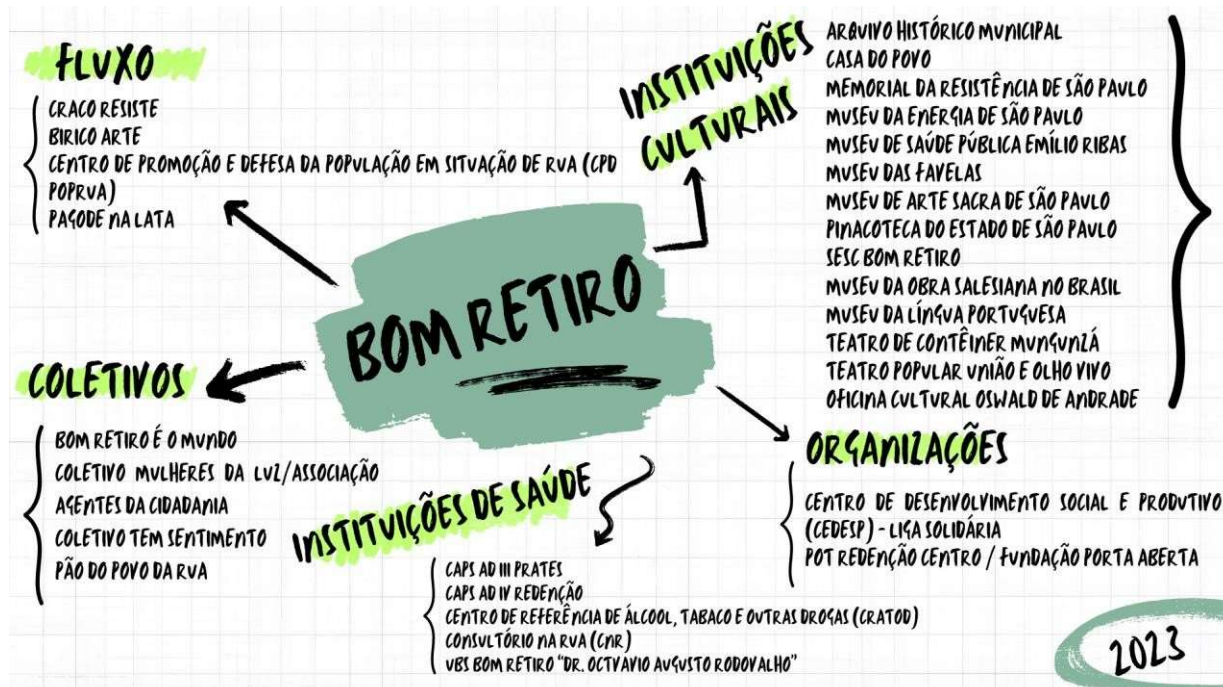 FLUXO
CRACO RESISTE
BIRICO ARTE
CENTRO DE PROMOÇÃO E DEFESA DA POPULAÇÃO EM SITUAÇÃO DE RUA (CPD
POPRUA)
PAGODE NA LATA
INSTITUIÇÕES
CULTURAIS
ARQUIVO HISTÓRICO MUNICIPAL
CASA DO POVO
MEMORIAL DA RESISTÊNCIA DE SÃO PAULO
MUSEU DA ENERGIA DE SÃO PAULO
MUSEU DE SAÚDE PÚBLICA EMÍLIO RIBAS
MUSEU DAS FAVELAS
MUSEU DE ARTE SACRA DE SÃO PAULO
PINACOTECA DO ESTADO DE SÃO PAULO
SESC BOM RETIRO
MUSEU DA OBRA SALESIANA NO BRASIL
MUSEU DA LÍNGUA PORTUGUESA
TEATRO DE CONTÊINER MUNGUNZÁ
TEATRO POPULAR UNIÃO E OLHO VIVO
OFICINA CULTURAL OSWALD DE ANDRADE
BOM RETIRO
COLETIVOS
BOM RETIRO É O MUNDO
COLETIVO MULHERES DA LUZ/ASSOCIAÇÃO
AGENTES DA CIDADANIA
COLETIVO TEM SENTIMENTO
PÃO DO POVO DA RUA
INSTITUIÇÕES DE SAÚDE
CAPS AD III PRATES
CAPS AD IV REDENÇÃO
CENTRO DE REFERÊNCIA DE ÁLCOOL, TABACO E OUTRAS DROGAS (CRATOD)
CONSULTÓRIO NA RUA (CNR)
UBS BOM RETIRO "DR. OCTYAVIO AUGUSTO RODOVALHO"
ORGANIZAÇÕES
CENTRO DE DESENVOLVIMENTO SOCIAL E PRODUTIVO
(CEDESP) - LIGA SOLIDÁRIA
POT REDENÇÃO CENTRO / FUNDAÇÃO PORTA ABERTA
2023